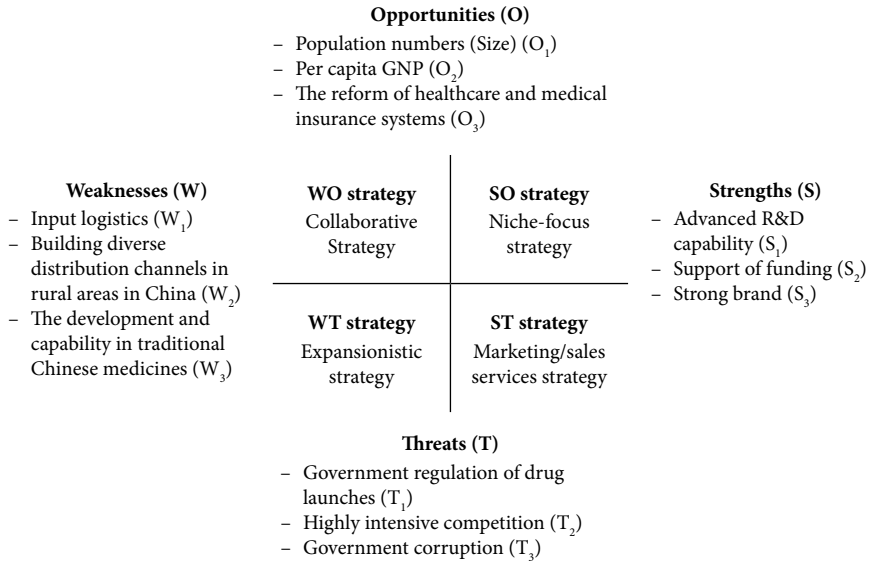 Opportunities (O)
– Population numbers (Size) (O₁)
– Per capita GNP (O₂)
– The reform of healthcare and medical
insurance systems (O₃)
Weaknesses (W)
– Input logistics (W₁)
– Building diverse
distribution channels in
rural areas in China (W₂)
– The development and
capability in traditional
Chinese medicines (W₃)
WO strategy
Collaborative
Strategy
SO strategy
Niche-focus
strategy
WT strategy
Expansionistic
strategy
ST strategy
Marketing/sales
services strategy
Strengths (S)
– Advanced R&D
capability (S₁)
– Support of funding (S₂)
– Strong brand (S₃)
Threats (T)
– Government regulation of drug
launches (T₁)
– Highly intensive competition (T₂)
– Government corruption (T₃)